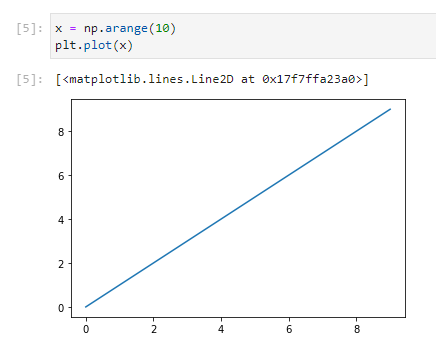 [5]: x = np.arange(10)
plt.plot(x)
[5]: [<matplotlib.lines.Line2D at 0x17f7ffa23a0>]
8
6
4
2
0
0 2 4 6 8